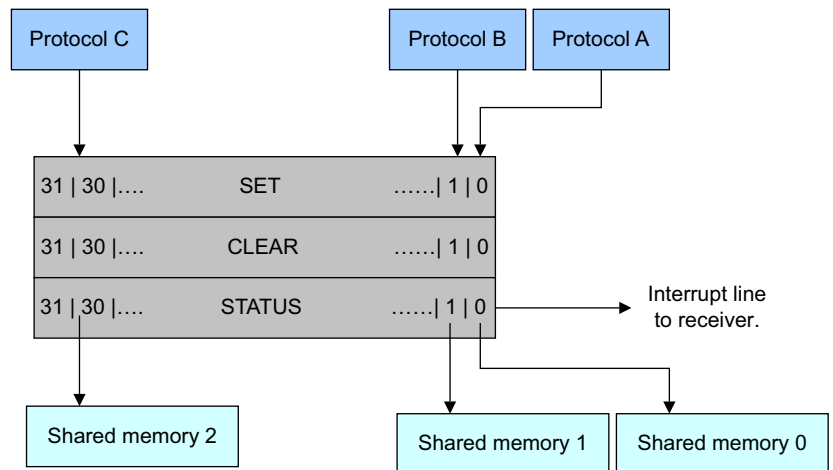 Protocol C
Protocol B
Protocol A
31 | 30 |.... SET ......| 1 | 0
31 | 30 |.... CLEAR ......| 1 | 0
31 | 30 |.... STATUS ......| 1 | 0
Interrupt line
to receiver.
Shared memory 2
Shared memory 1
Shared memory 0